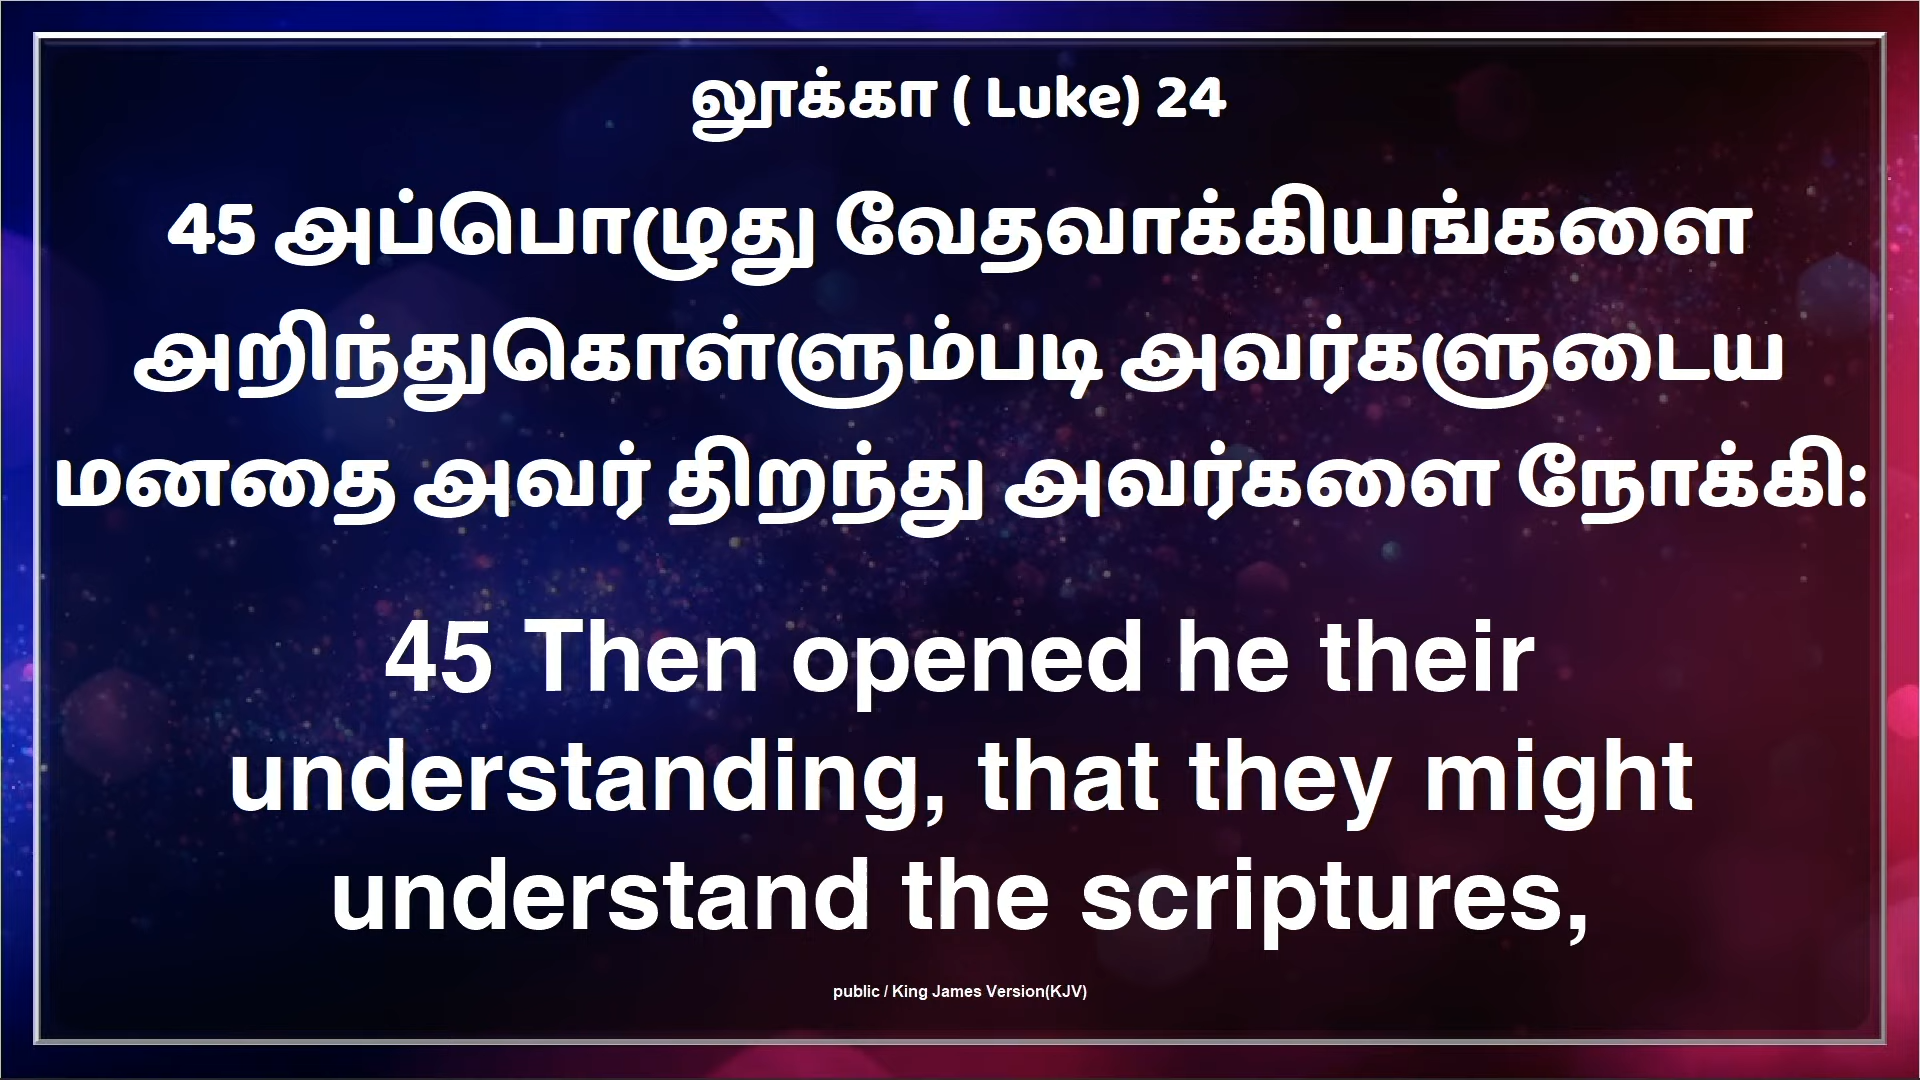 லூக்கா ( Luke) 24
45 அப்பொழுது வேதவாக்கியங்களை
அறிந்துகொள்ளும்படி அவர்களுடைய
மனதை அவர் திறந்து அவர்களை நோக்கி:
45 Then opened he their
understanding, that they might
understand the scriptures,
public / King James Version(KJV)